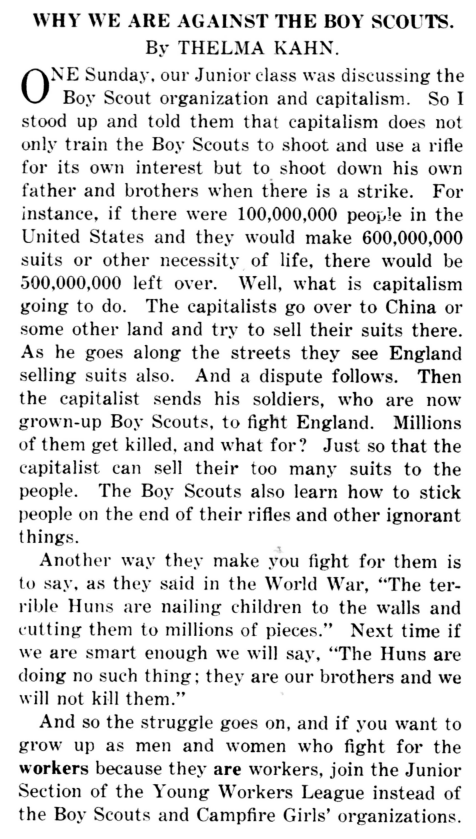 WHY WE ARE AGAINST THE BOY SCOUTS.
By THELMA KAHN.
ONE Sunday, our Junior class was discussing the
Boy Scout organization and capitalism. So I
stood up and told them that capitalism does not
only train the Boy Scouts to shoot and use a rifle
for its own interest but to shoot down his own
father and brothers when there is a strike. For
instance, if there were 100,000,000 people in the
United States and they would make 600,000,000
suits or other necessity of life, there would be
500,000,000 left over. Well, what is capitalism
going to do. The capitalists go over to China or
some other land and try to sell their suits there.
As he goes along the streets they see England
selling suits also. And a dispute follows. Then
the capitalist sends his soldiers, who are now
grown-up Boy Scouts, to fight England. Millions
of them get killed, and what for? Just so that the
capitalist can sell their too many suits to the
people. The Boy Scouts also learn how to stick
people on the end of their rifles and other ignorant
things.
Another way they make you fight for them is
to say, as they said in the World War, “The ter-
rible Huns are nailing children to the walls and
cutting them to millions of pieces.” Next time if
we are smart enough we will say, “The Huns are
doing no such thing; they are our brothers and we
will not kill them.”
And so the struggle goes on, and if you want to
grow up as men and women who fight for the
workers because they are workers, join the Junior
Section of the Young Workers League instead of
the Boy Scouts and Campfire Girls’ organizations.